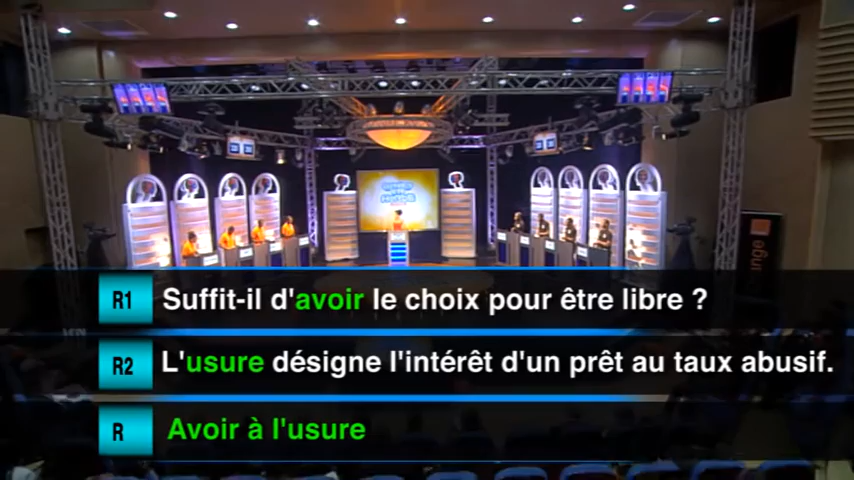 R1 Suffit-il d'avoir le choix pour être libre ?
R2 L'usure désigne l'intérêt d'un prêt au taux abusif.
R Avoir à l'usure
orange